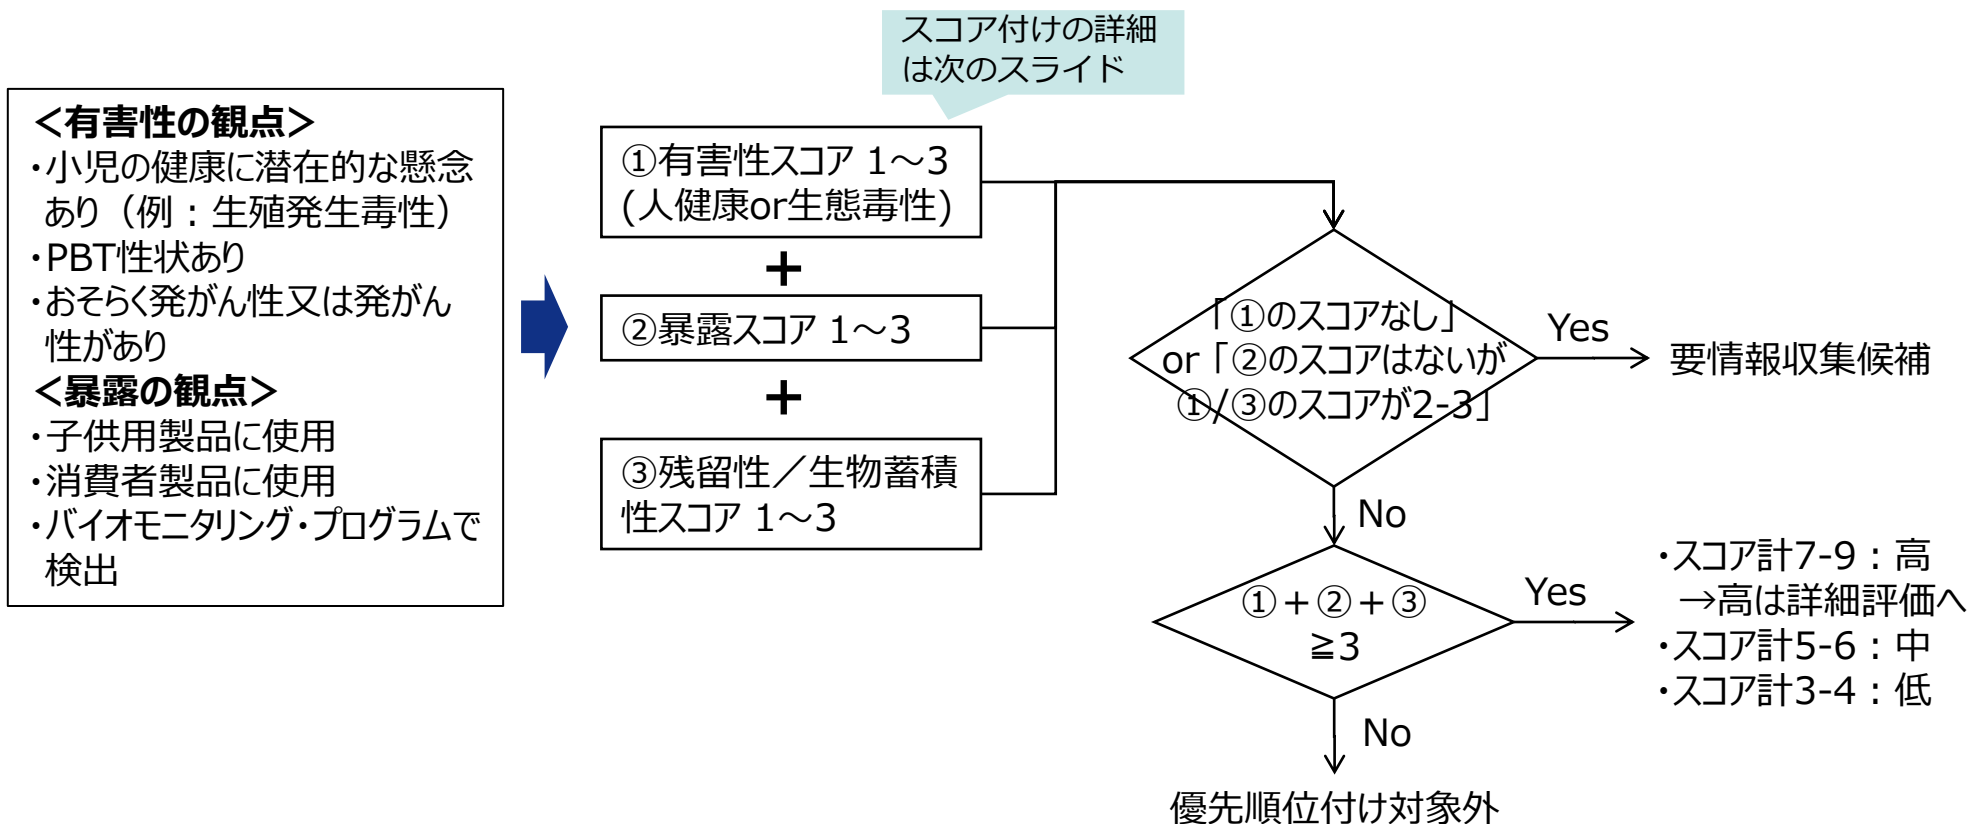 スコア付けの詳細
は次のスライド
＜有害性の観点＞
・小児の健康に潜在的な懸念
あり（例：生殖発生毒性）
・PBT性状あり
・おそらく発がん性又は発がん
性があり
＜暴露の観点＞
・子供用製品に使用
・消費者製品に使用
・バイオモニタリング・プログラムで
検出
①有害性スコア 1～3
(人健康or生態毒性)
＋
②暴露スコア 1～3
＋
③残留性／生物蓄積
性スコア 1～3
「①のスコアなし」
or「②のスコアはないが
①/③のスコアが2-3」
Yes
要情報収集候補
No
①＋②＋③
≧3
Yes
・スコア計7-9：高
→高は詳細評価へ
・スコア計5-6：中
・スコア計3-4：低
No
優先順位付け対象外